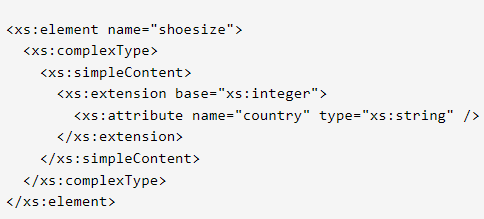 <xs:element name="shoesize">
  <xs:complexType>
    <xs:simpleContent>
      <xs:extension base="xs:integer">
        <xs:attribute name="country" type="xs:string" />
      </xs:extension>
    </xs:simpleContent>
  </xs:complexType>
</xs:element>